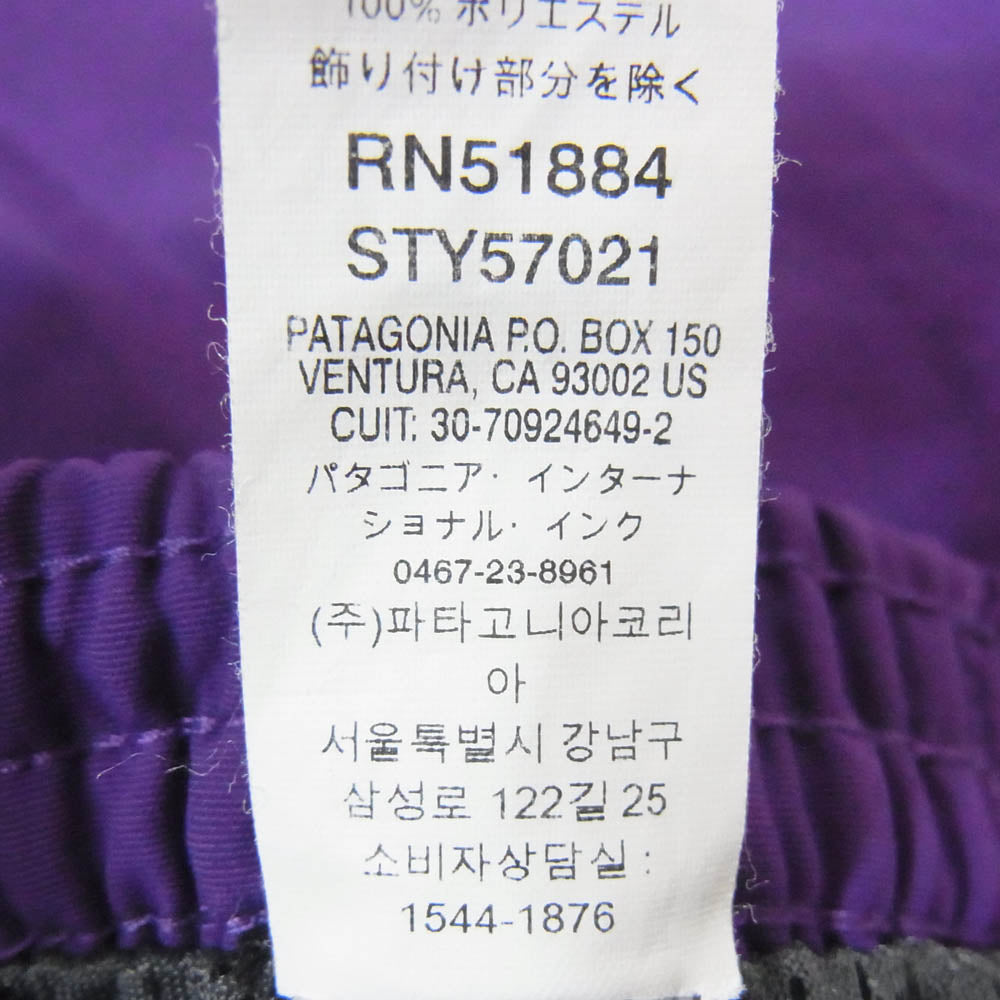 100% ポリエステル
飾り付け部分を除く
RN51884
STY57021
PATAGONIA P.O. BOX 150
VENTURA, CA 93002 US
CUIT: 30-70924649-2
パタゴニア・インターナ
ショナル・インク
0467-23-8961
(주)파타고니아코리
아
서울특별시 강남구
삼성로 122길 25
소비자상담실 :
1544-1876